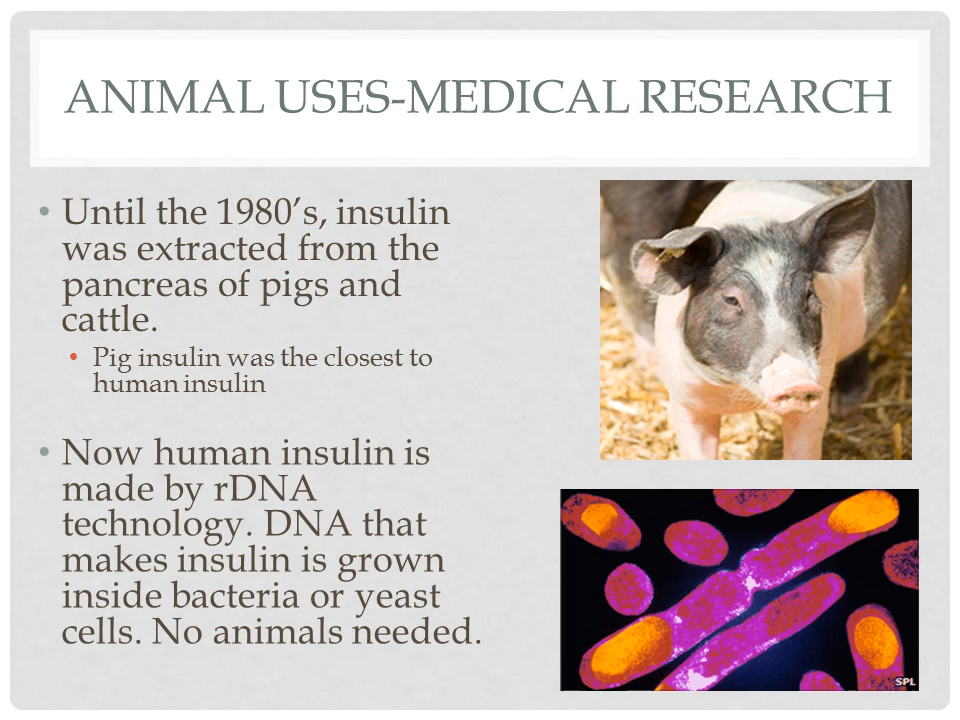 ANIMAL USES-MEDICAL RESEARCH
• Until the 1980’s, insulin
was extracted from the
pancreas of pigs and
cattle.
• Pig insulin was the closest to
human insulin
• Now human insulin is
made by rDNA
technology. DNA that
makes insulin is grown
inside bacteria or yeast
cells. No animals needed.
SPL